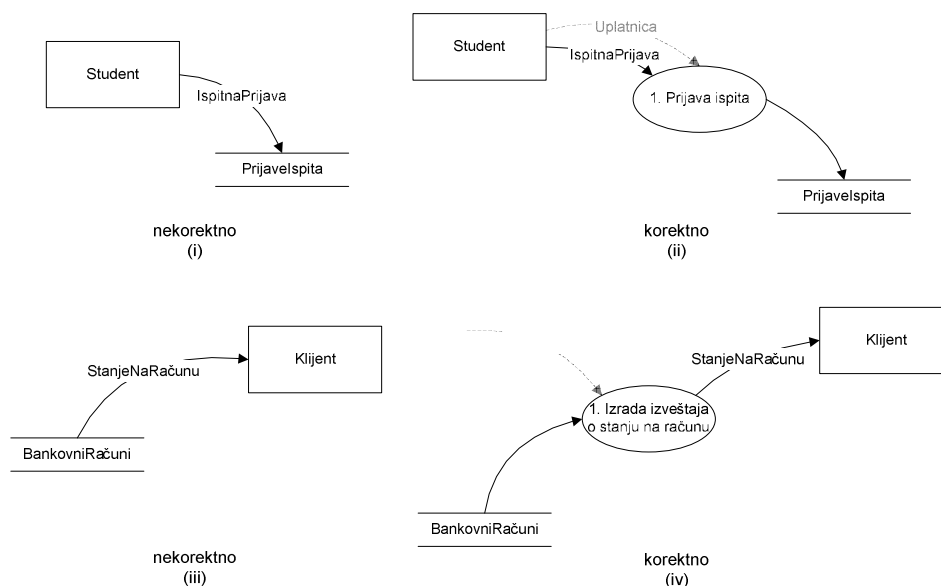 Student
IspitnaPrijava
PrijaveIspita
nekorektno
(i)
Uplatnica
Student
IspitnaPrijava
1. Prijava ispita
PrijaveIspita
korektno
(ii)
Klijent
StanjeNaRačunu
BankovniRačuni
nekorektno
(iii)
Klijent
StanjeNaRačunu
1. Izrada izveštaja
o stanju na računu
BankovniRačuni
korektno
(iv)